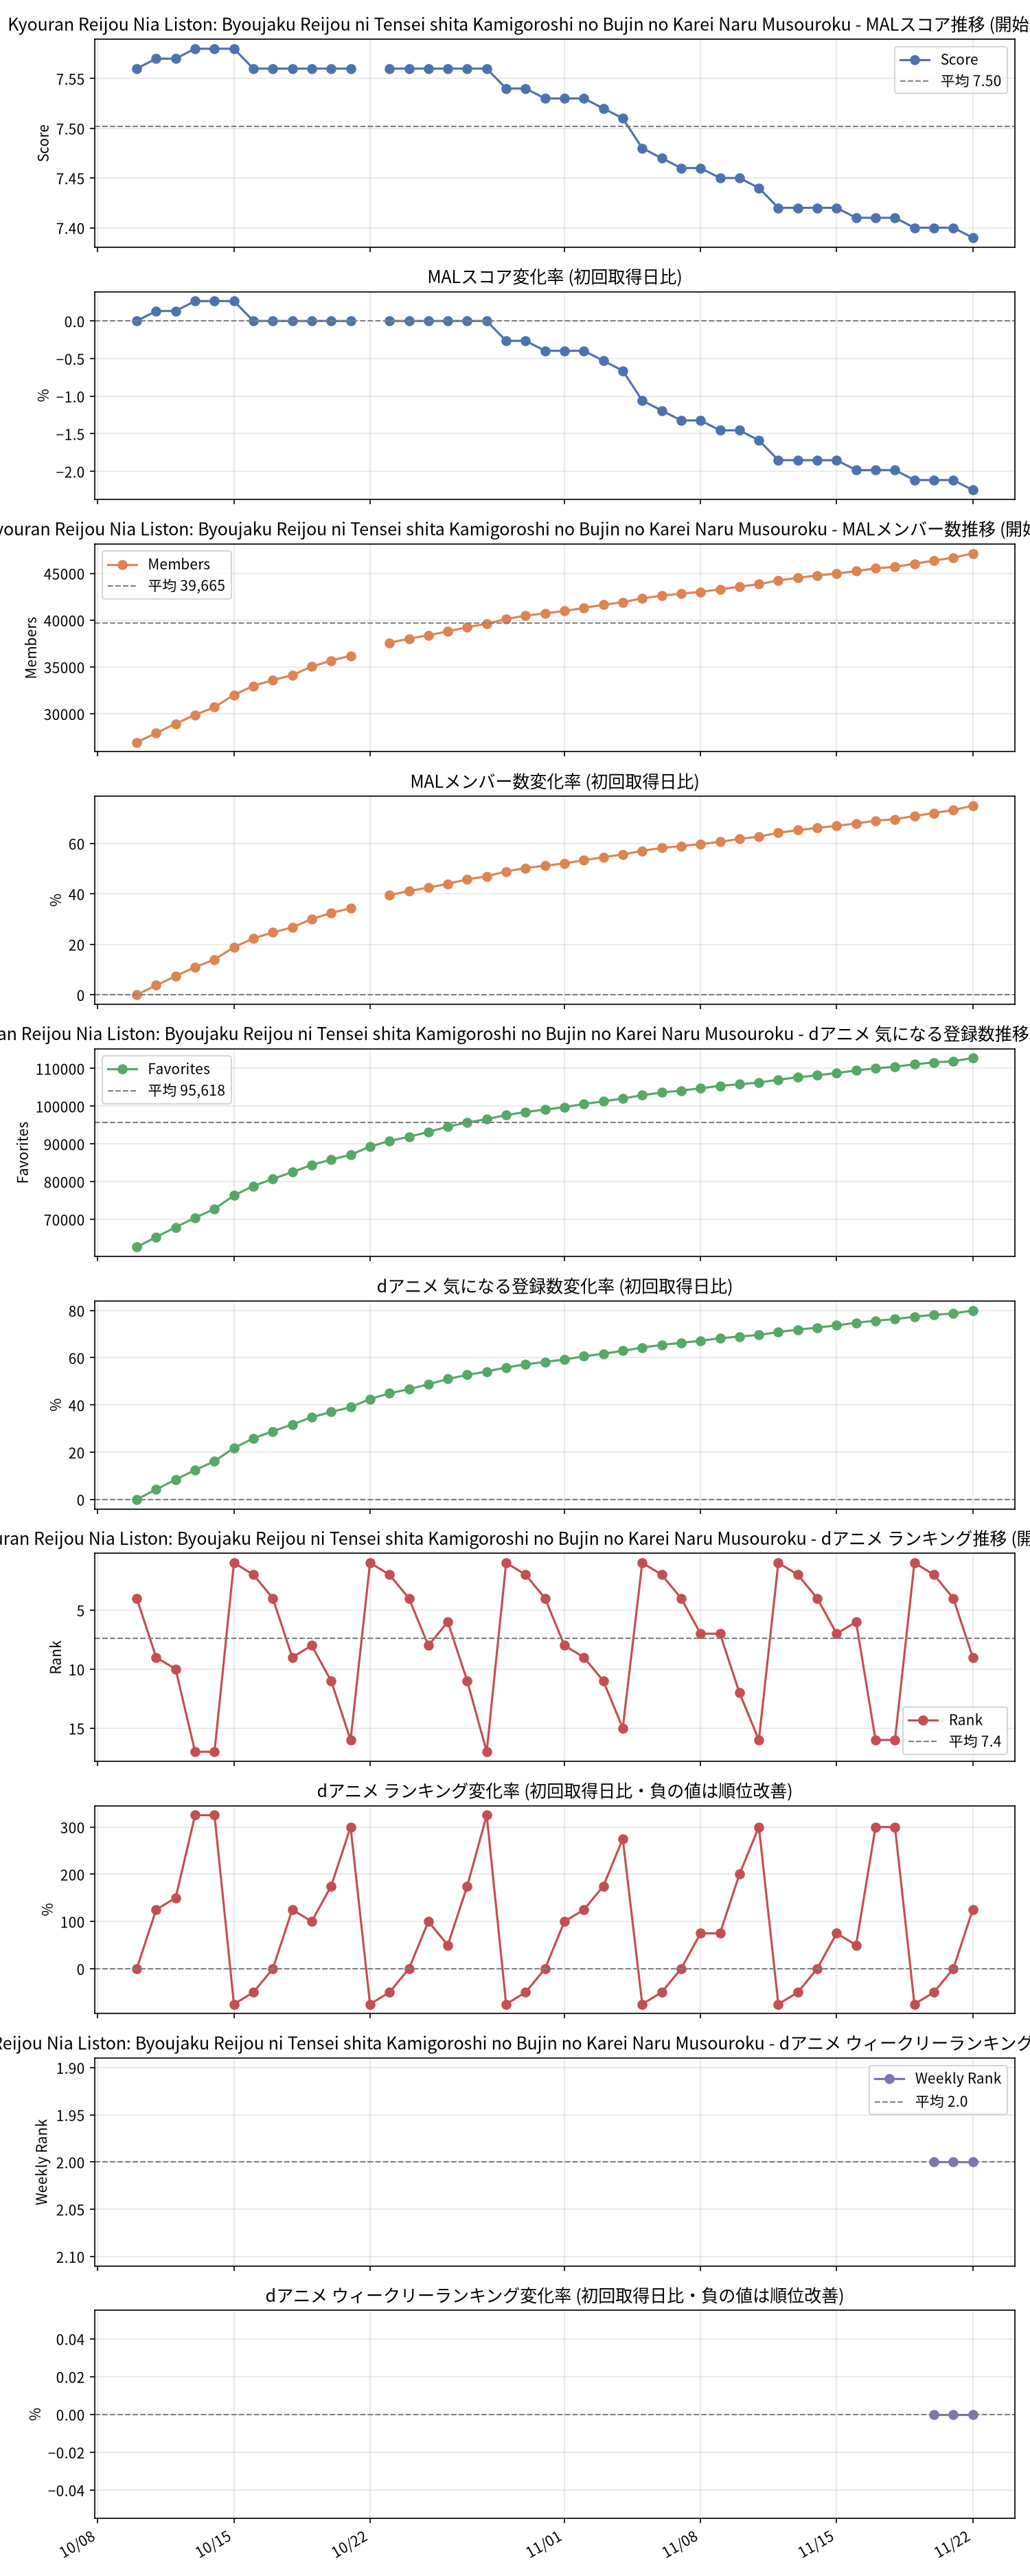 Kyouran Reijou Nia Liston: Byoujaku Reijou ni Tensei shita Kamigoroshi no Bujin no Karei Naru Musouroku - MALスコア推移 (開始
Score
平均 7.50
7.55
7.50
7.45
7.40
Score
MALスコア変化率 (初回取得日比)
0.0
−0.5
−1.0
−1.5
−2.0
%
youran Reijou Nia Liston: Byoujaku Reijou ni Tensei shita Kamigoroshi no Bujin no Karei Naru Musouroku - MALメンバー数推移 (開始
Members
平均 39,665
45000
40000
35000
30000
Members
MALメンバー数変化率 (初回取得日比)
60
40
20
0
%
an Reijou Nia Liston: Byoujaku Reijou ni Tensei shita Kamigoroshi no Bujin no Karei Naru Musouroku - dアニメ 気になる登録数推移
Favorites
平均 95,618
110000
100000
90000
80000
70000
Favorites
dアニメ 気になる登録数変化率 (初回取得日比)
80
60
40
20
0
%
uran Reijou Nia Liston: Byoujaku Reijou ni Tensei shita Kamigoroshi no Bujin no Karei Naru Musouroku - dアニメ ランキング推移 (開
5
10
15
Rank
Rank
平均 7.4
dアニメ ランキング変化率 (初回取得日比・負の値は順位改善)
300
200
100
0
%
Reijou Nia Liston: Byoujaku Reijou ni Tensei shita Kamigoroshi no Bujin no Karei Naru Musouroku - dアニメ ウィークリーランキング
Weekly Rank
平均 2.0
1.90
1.95
2.00
2.05
2.10
Weekly Rank
dアニメ ウィークリーランキング変化率 (初回取得日比・負の値は順位改善)
0.04
0.02
0.00
−0.02
−0.04
%
10/08
10/15
10/22
11/01
11/08
11/15
11/22